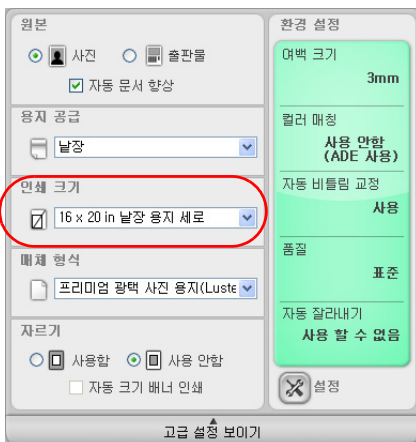 원본
사진 출판물
자동 문서 향상
용지 공급
낱장
인쇄 크기
16 x 20 in 낱장 용지 세로
매체 형식
프리미엄 광택 사진 용지(Luste
자르기
사용함 사용 안함
자동 크기 배너 인쇄
환경 설정
여백 크기
3mm
컬러 매칭
사용 안함
(ADE 사용)
자동 비틀림 교정
사용
품질
표준
자동 잘라내기
사용 할 수 없음
설정
고급 설정 보이기